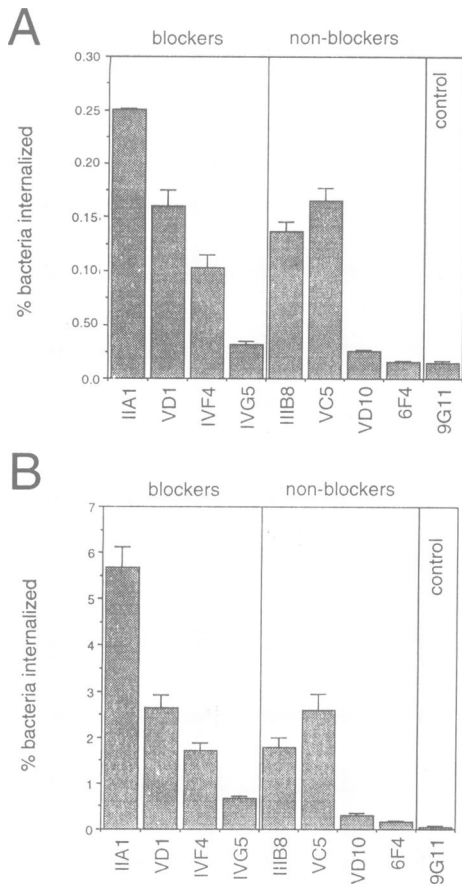 A
blockers non-blockers
control
% bacteria internalized
0.30
0.25
0.20
0.15
0.10
0.50
0.0
IIA1 VD1 IVF4 IVG5 IIIB8 VC5 VD10 6F4 9G11
B
blockers non-blockers
control
% bacteria internalized
7
6
5
4
3
2
1
0
IIA1 VD1 IVF4 IVG5 IIIB8 VC5 VD10 6F4 9G11